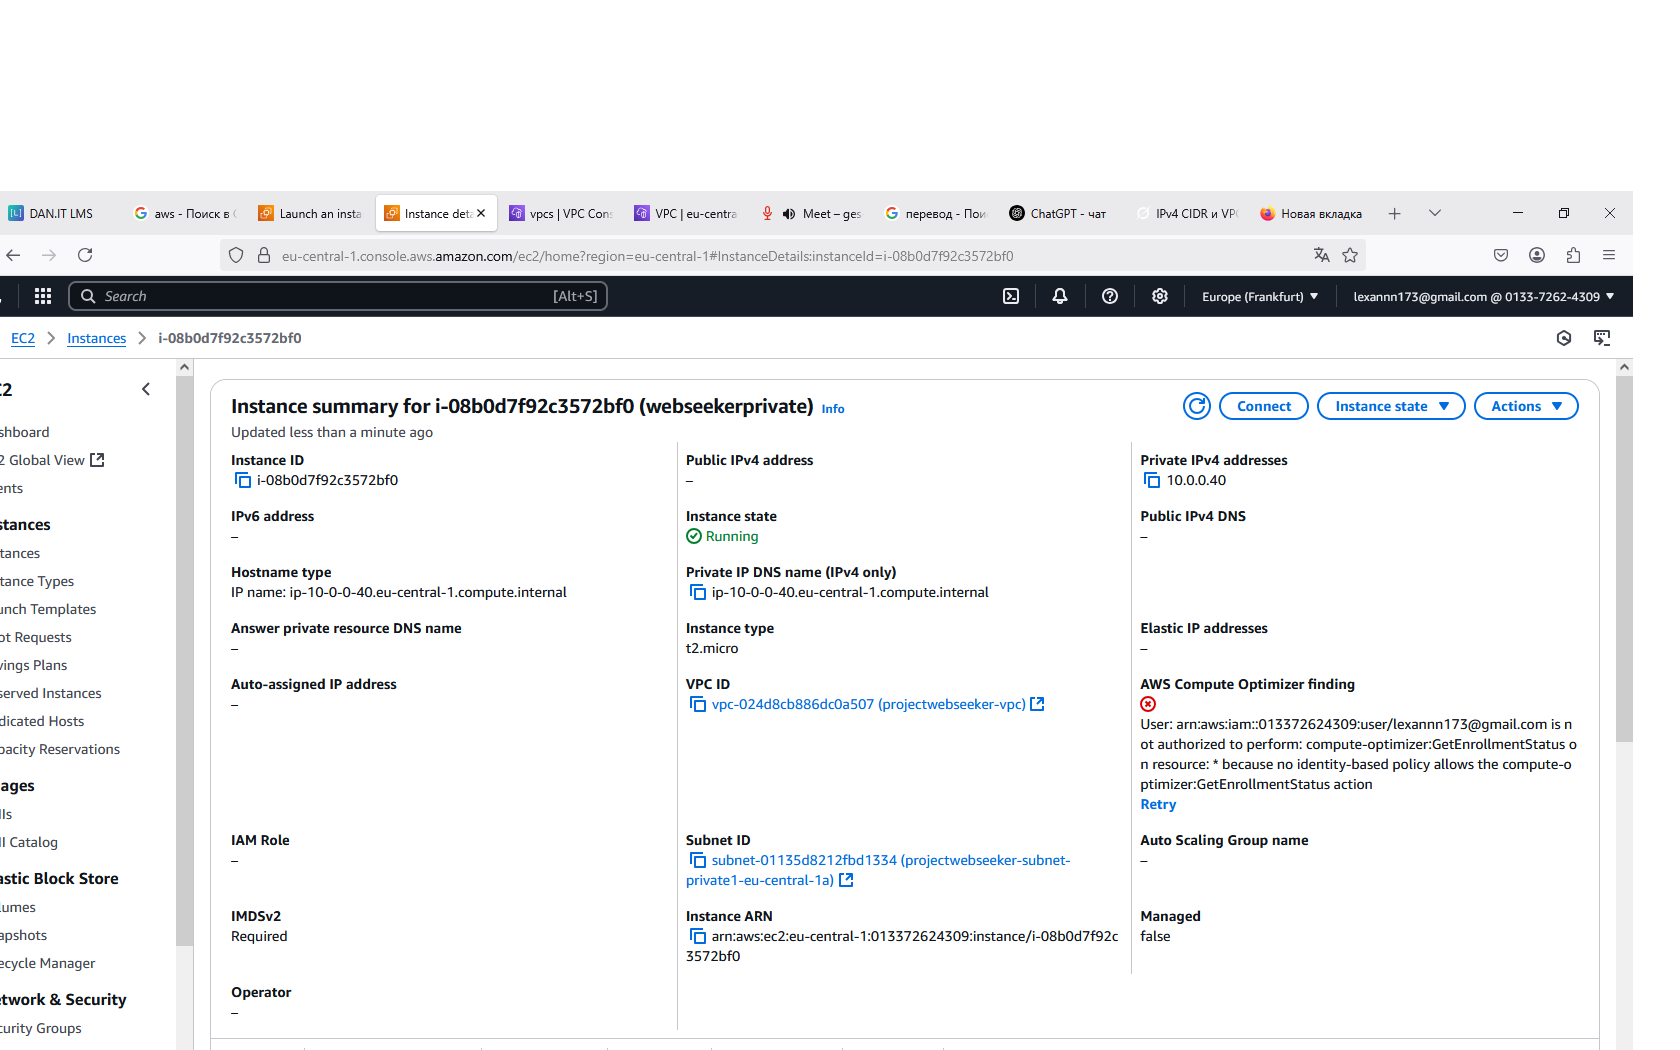 DAN.IT LMS
aws - Поиск в
Launch an insta
Instance deta
vpcs | VPC Cons
VPC | eu-centra
Meet – ges
перевод - Пои
ChatGPT - чат
IPv4 CIDR и VPC
Новая вкладка
eu-central-1.console.aws.amazon.com/ec2/home?region=eu-central-1#InstanceDetails:instanceId=i-08b0d7f92c3572bf0
Search
[Alt+S]
Europe (Frankfurt)
lexannn173@gmail.com @ 0133-7262-4309
EC2
Instances
i-08b0d7f92c3572bf0
C2
shboard
2 Global View
ents
stances
tances
tance Types
unch Templates
ot Requests
vings Plans
served Instances
dicated Hosts
pacity Reservations
ages
Is
I Catalog
astic Block Store
lumes
apshots
ecycle Manager
etwork & Security
curity Groups
Instance summary for i-08b0d7f92c3572bf0 (webseekerprivate) Info
Updated less than a minute ago
Connect
Instance state
Actions
Instance ID
i-08b0d7f92c3572bf0
Public IPv4 address
–
Private IPv4 addresses
10.0.0.40
IPv6 address
–
Instance state
Running
Public IPv4 DNS
–
Hostname type
IP name: ip-10-0-0-40.eu-central-1.compute.internal
Private IP DNS name (IPv4 only)
ip-10-0-0-40.eu-central-1.compute.internal
Answer private resource DNS name
–
Instance type
t2.micro
Elastic IP addresses
–
Auto-assigned IP address
–
VPC ID
vpc-024d8cb886dc0a507 (projectwebseeker-vpc)
AWS Compute Optimizer finding
User: arn:aws:iam::013372624309:user/lexannn173@gmail.com is n
ot authorized to perform: compute-optimizer:GetEnrollmentStatus o
n resource: * because no identity-based policy allows the compute-o
ptimizer:GetEnrollmentStatus action
Retry
IAM Role
–
Subnet ID
subnet-01135d8212fbd1334 (projectwebseeker-subnet-
private1-eu-central-1a)
Auto Scaling Group name
–
IMDSv2
Required
Instance ARN
arn:aws:ec2:eu-central-1:013372624309:instance/i-08b0d7f92c
3572bf0
Managed
false
Operator
–